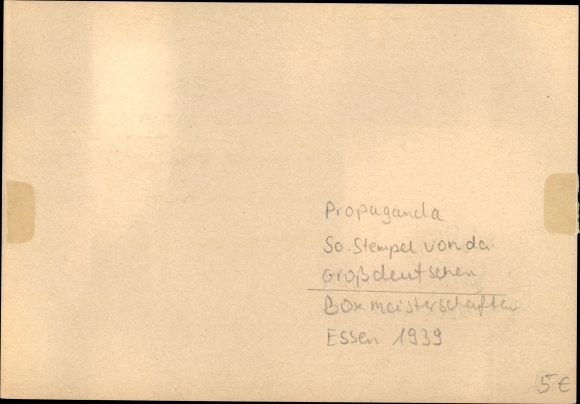 Propaganda
So. Stempel von der
Großdeutschen
Boxmeisterschaften
Essen 1939
5 €